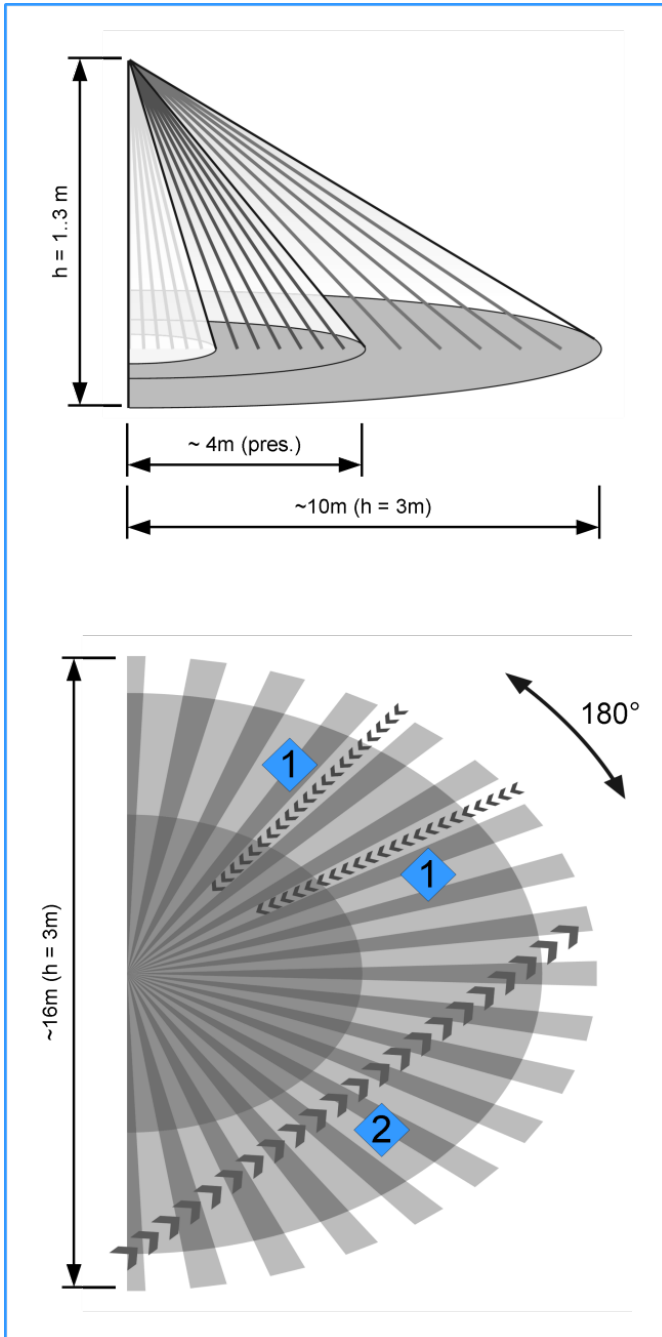 h = 1..3 m
~ 4m (pres.)
~10m (h = 3m)
180°
1
1
~16m (h = 3m)
2